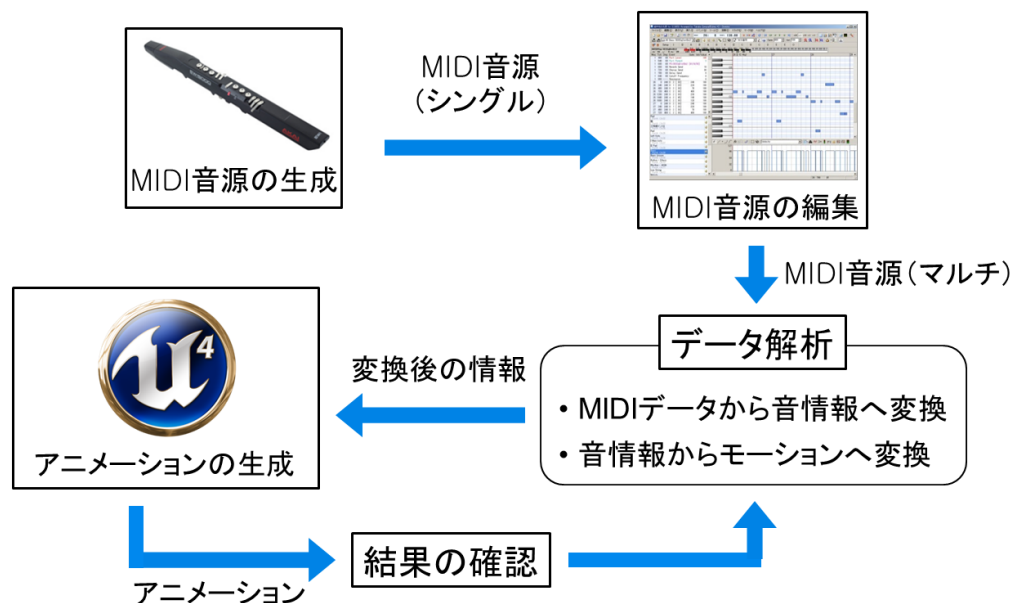 MIDI音源の生成
MIDI音源
（シングル）
MIDI音源の編集
MIDI音源（マルチ）
データ解析
・MIDIデータから音情報へ変換
・音情報からモーションへ変換
変換後の情報
4
アニメーションの生成
アニメーション
結果の確認